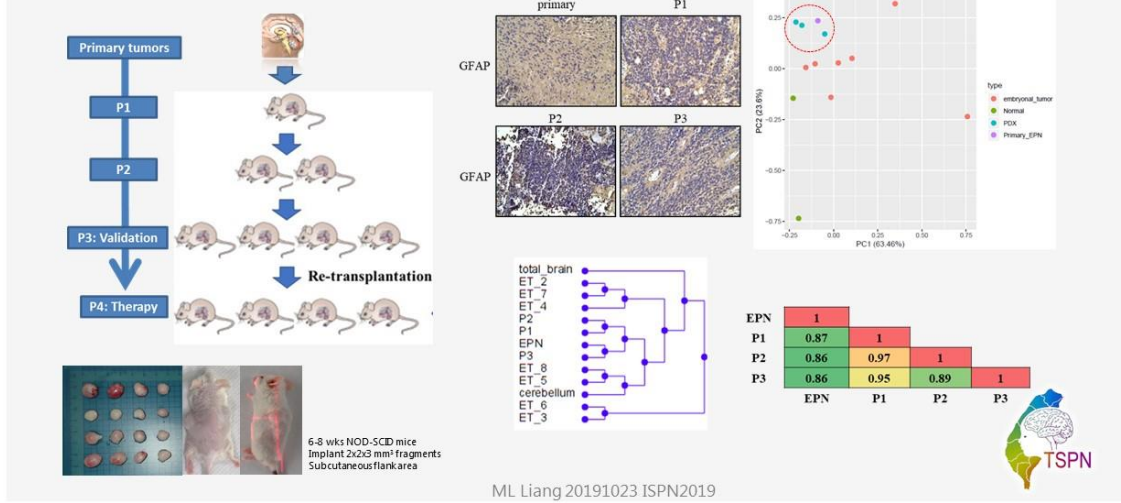 Primary tumors
P1
P2
P3: Validation
P4: Therapy
Re-transplantation
6-8 wks NOD-SCID mice
Implant 2x2x3 mm³ fragments
Subcutaneous flank area
primary
P1
GFAP
P2
P3
GFAP
PC2 (23.6%)
0.25
0.00
-0.25
-0.50
-0.75
-0.25
0.00
0.25
0.50
0.75
PC1 (63.46%)
type
embryonal_tumor
Normal
PDX
Primary_EPN
total_brain
ET_2
ET_7
ET_4
P2
P1
EPN
P3
ET_8
ET_5
cerebellum
ET_6
ET_3
EPN 1
P1 0.87 1
P2 0.86 0.97 1
P3 0.86 0.95 0.89 1
EPN P1 P2 P3
TSPN
ML Liang 20191023 ISPN2019